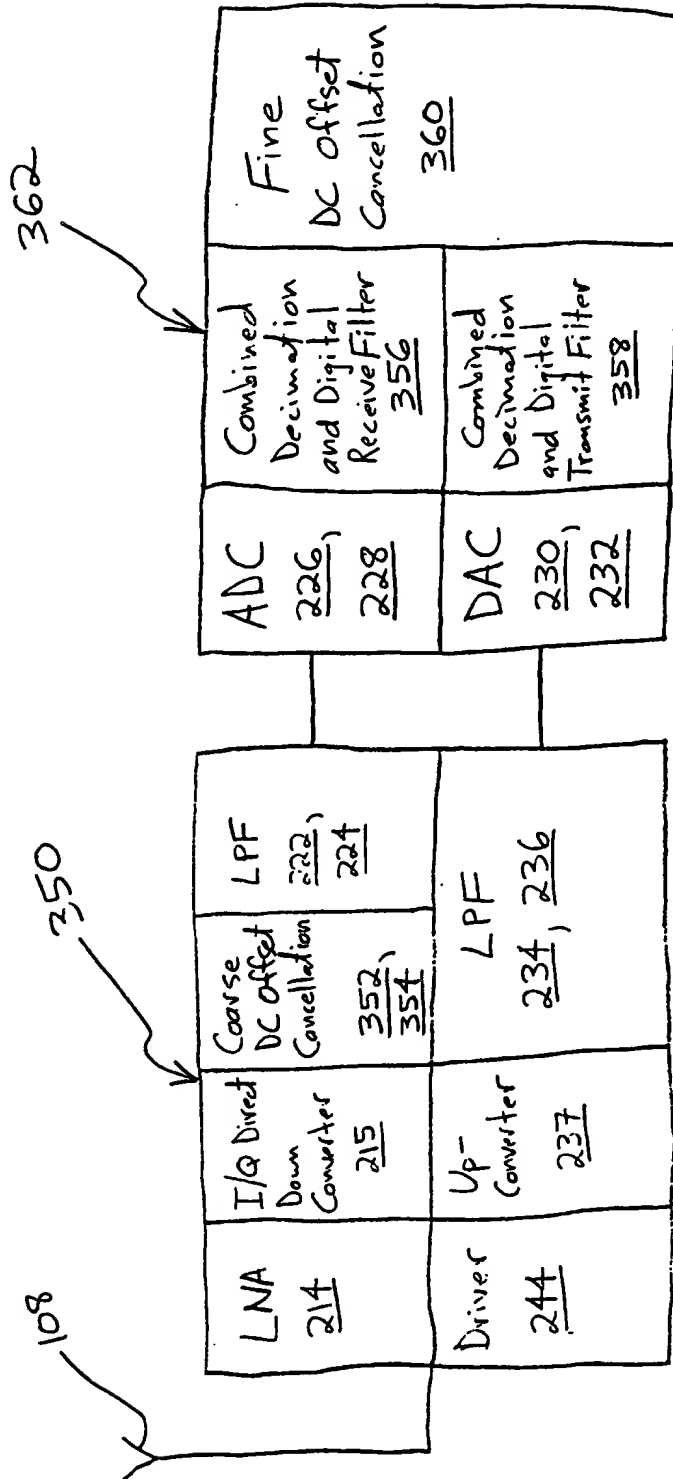 108
350
362
LNA
214
I/Q Direct
Down
Converter
215
Coarse
DC Offset
Cancellation
352,
354
LPF
222,
224
Driver
244
Up-
Converter
237
LPF
234, 236
ADC
226,
228
Combined
Decimation
and Digital
Receive Filter
356
Fine
DC Offset
Cancellation
360
DAC
230,
232
Combined
Decimation
and Digital
Transmit Filter
358